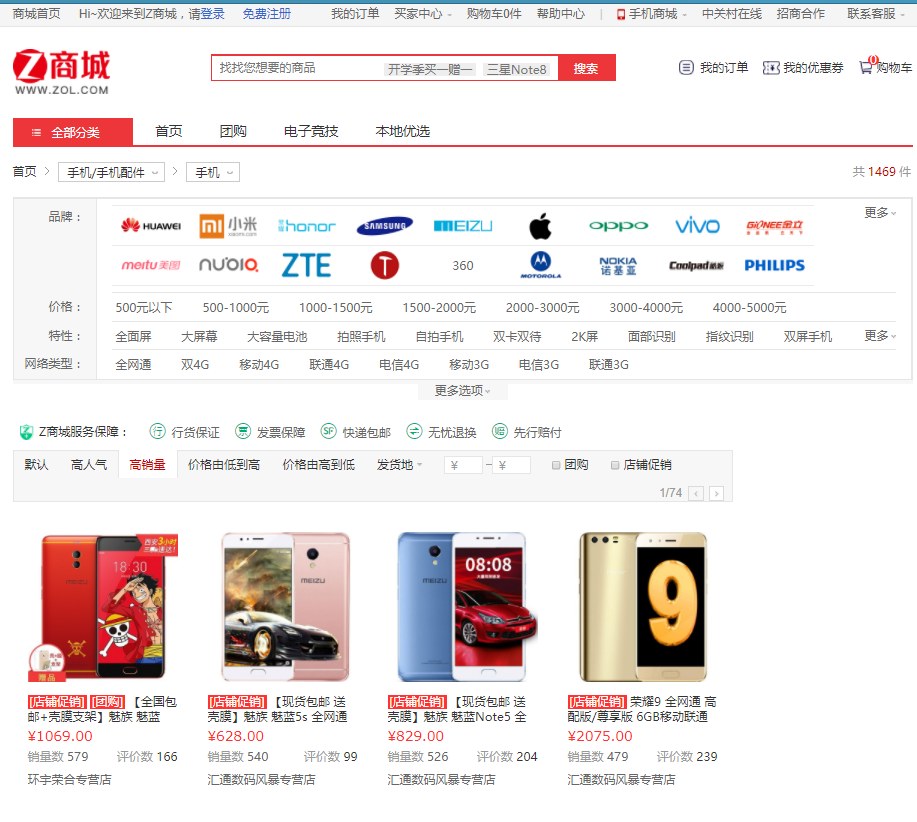 商城首页 Hi~欢迎来到Z商城，请登录 免费注册 我的订单 买家中心 购物车0件 帮助中心 | 手机商城 中关村在线 招商合作 联系客服
Z商城
WWW.ZOL.COM
找找您想要的商品 开学季买一赠一 三星Note8 搜索
我的订单 我的优惠券 0 购物车
全部分类 首页 团购 电子竞技 本地优选
首页 手机/手机配件 手机 共 1469 件
品牌： HUAWEI 小米 xiaomi.com honor SAMSUNG MEIZU oppo vivo GIONEE金立 更多
meitu美图 nubia ZTE T 360 MOTOROLA NOKIA 诺基亚 Coolpad酷派 PHILIPS
价格： 500元以下 500-1000元 1000-1500元 1500-2000元 2000-3000元 3000-4000元 4000-5000元
特性： 全面屏 大屏幕 大容量电池 拍照手机 自拍手机 双卡双待 2K屏 面部识别 指纹识别 双屏手机 更多
网络类型： 全网通 双4G 移动4G 联通4G 电信4G 移动3G 电信3G 联通3G
更多选项
Z商城服务保障： 行 行货保证 票 发票保障 SF 快递包邮 无忧退换 赔 先行赔付
默认 高人气 高销量 价格由低到高 价格由高到低 发货地 ¥ - ¥ 团购 店铺促销
1/74
西安3小时
三环送达!
18:30
MEIZU
赠品
MEIZU
MEIZU
08:08
9
[店铺促销] [团购] 【全国包
邮+壳膜支架】魅族 魅蓝
¥1069.00
销量数 579 评价数 166
环宇荣合专营店
[店铺促销] 【现货包邮 送
壳膜】魅族 魅蓝5s 全网通
¥628.00
销量数 540 评价数 99
汇通数码风暴专营店
[店铺促销] 【现货包邮 送
壳膜】魅族 魅蓝Note5 全
¥829.00
销量数 526 评价数 204
汇通数码风暴专营店
[店铺促销] 荣耀9 全网通 高
配版/尊享版 6GB移动联通
¥2075.00
销量数 479 评价数 239
汇通数码风暴专营店